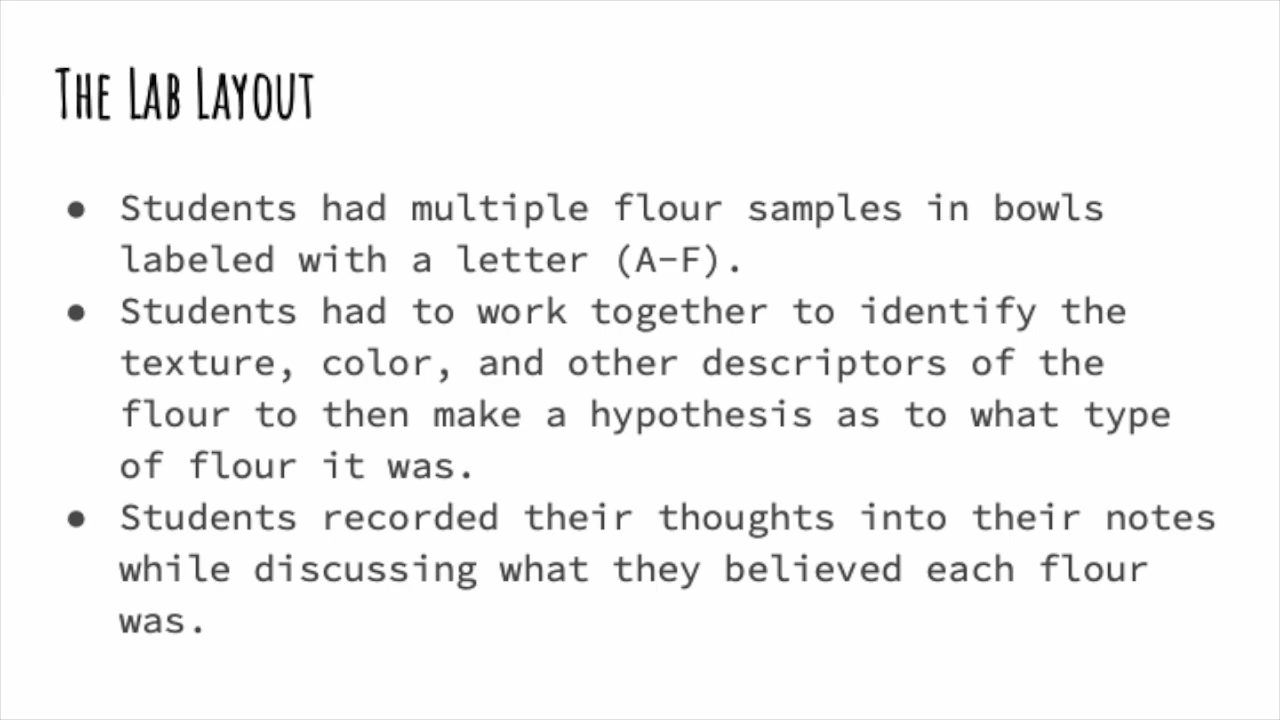 The Lab Layout
● Students had multiple flour samples in bowls
labeled with a letter (A-F).
● Students had to work together to identify the
texture, color, and other descriptors of the
flour to then make a hypothesis as to what type
of flour it was.
● Students recorded their thoughts into their notes
while discussing what they believed each flour
was.